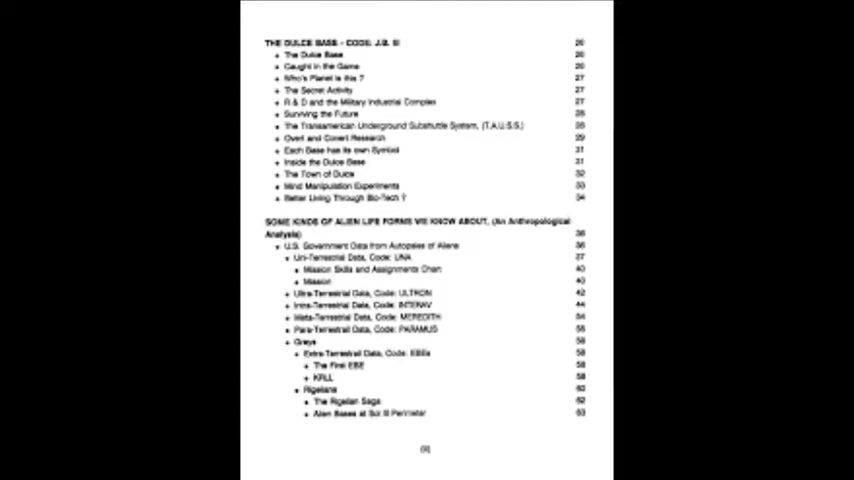 THE DULCE BASE - CODE: J.B. III 26
+ The Dulce Base 26
+ Caught in the Game 26
+ Who's Planet is this ? 27
+ The Secret Activity 27
+ R & D and the Military Industrial Complex 27
+ Surviving the Future 28
+ The Transamerican Underground Subshuttle System, (T.A.U.S.S.) 28
+ Overt and Covert Research 29
+ Each Base has its own Symbol 31
+ Inside the Dulce Base 31
+ The Town of Dulce 32
+ Mind Manipulation Experiments 33
+ Better Living Through Bio-Tech ? 34
SOME KINDS OF ALIEN LIFE FORMS WE KNOW ABOUT, (An Anthropological
Analysis) 36
+ U.S. Government Data from Autopsies of Aliens 36
+ Uni-Terrestrial Data, Code: UNA 37
+ Mission Skills and Assignments Chart 40
+ Mission 40
+ Ultra-Terrestrial Data, Code: ULTRON 42
+ Intra-Terrestrial Data, Code: INTERAV 44
+ Meta-Terrestrial Data, Code: MEREDITH 54
+ Para-Terrestrail Data, Code: PARAMUS 55
+ Greys 58
+ Extra-Terrestrail Data, Code: EBEs 58
+ The First EBE 58
+ KRLL 59
+ Rigelians 60
+ The Rigelian Saga 62
+ Alien Bases at Sol III Perimeter 63